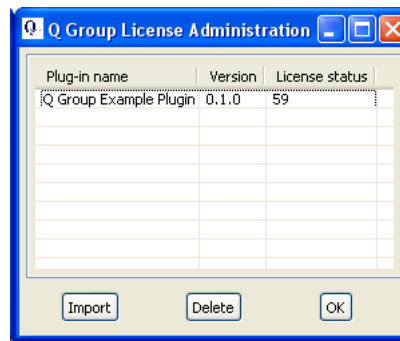 Q Q Group License Administration
Plug-in name Version License status
Q Group Example Plugin 0.1.0 59
Import Delete OK